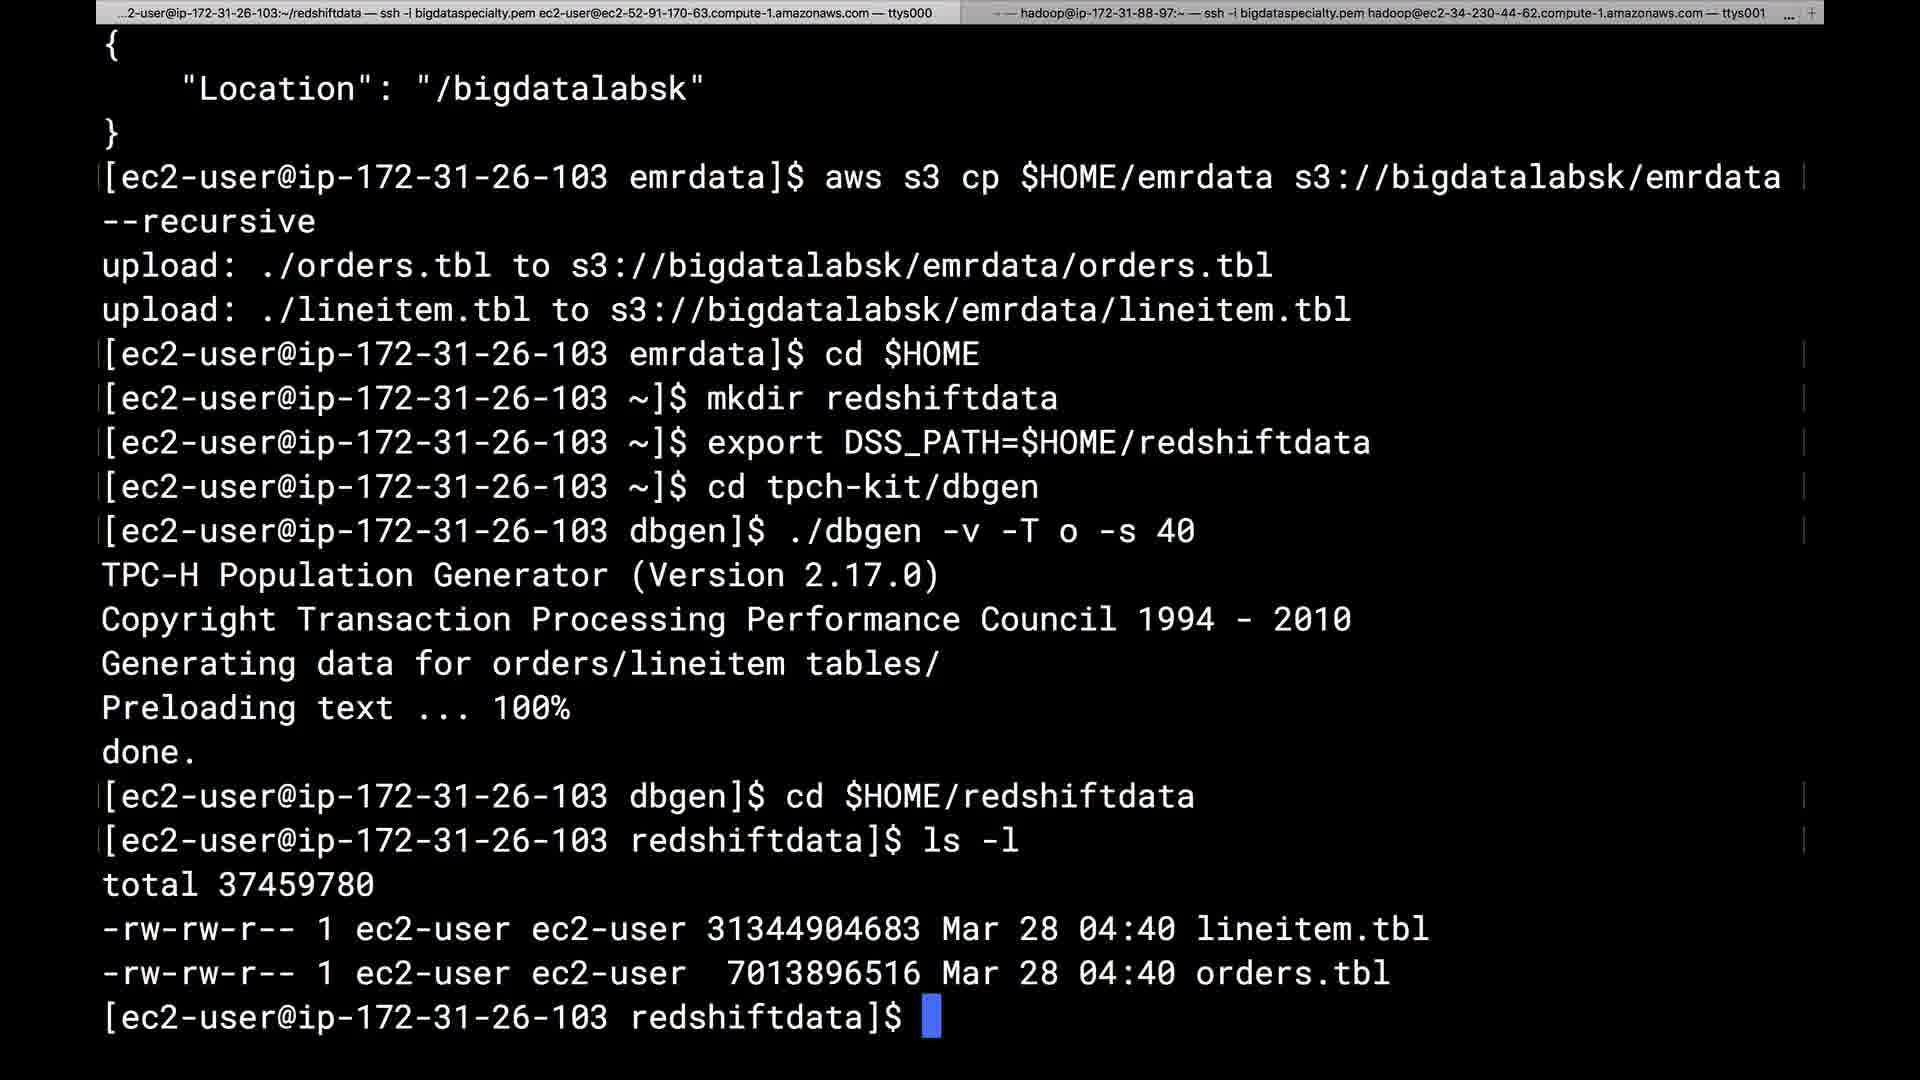 ...2-user@ip-172-31-26-103:~/redshiftdata — ssh -i bigdataspecialty.pem ec2-user@ec2-52-91-170-63.compute-1.amazonaws.com — ttys000
hadoop@ip-172-31-88-97:~ — ssh -i bigdataspecialty.pem hadoop@ec2-34-230-44-62.compute-1.amazonaws.com — ttys001 ... +
{
    "Location": "/bigdatalabsk"
}
[ec2-user@ip-172-31-26-103 emrdata]$ aws s3 cp $HOME/emrdata s3://bigdatalabsk/emrdata
--recursive
upload: ./orders.tbl to s3://bigdatalabsk/emrdata/orders.tbl
upload: ./lineitem.tbl to s3://bigdatalabsk/emrdata/lineitem.tbl
[ec2-user@ip-172-31-26-103 emrdata]$ cd $HOME
[ec2-user@ip-172-31-26-103 ~]$ mkdir redshiftdata
[ec2-user@ip-172-31-26-103 ~]$ export DSS_PATH=$HOME/redshiftdata
[ec2-user@ip-172-31-26-103 ~]$ cd tpch-kit/dbgen
[ec2-user@ip-172-31-26-103 dbgen]$ ./dbgen -v -T o -s 40
TPC-H Population Generator (Version 2.17.0)
Copyright Transaction Processing Performance Council 1994 - 2010
Generating data for orders/lineitem tables/
Preloading text ... 100%
done.
[ec2-user@ip-172-31-26-103 dbgen]$ cd $HOME/redshiftdata
[ec2-user@ip-172-31-26-103 redshiftdata]$ ls -l
total 37459780
-rw-rw-r-- 1 ec2-user ec2-user 31344904683 Mar 28 04:40 lineitem.tbl
-rw-rw-r-- 1 ec2-user ec2-user  7013896516 Mar 28 04:40 orders.tbl
[ec2-user@ip-172-31-26-103 redshiftdata]$